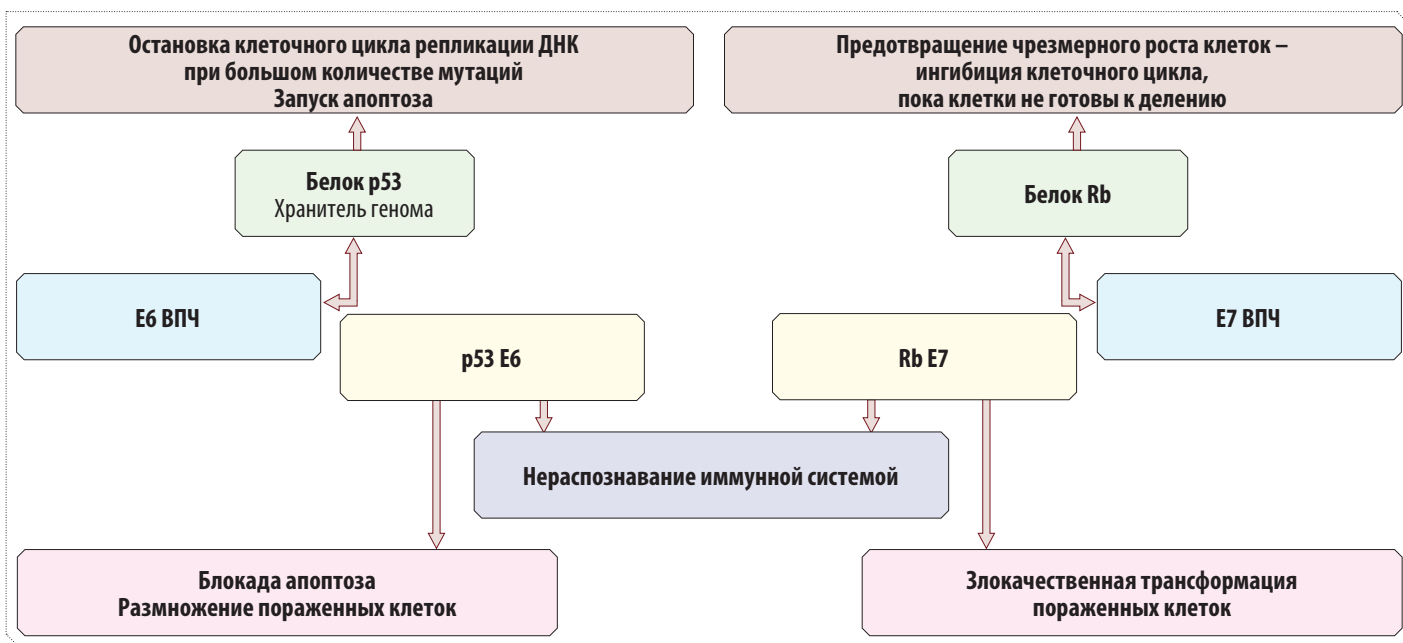 Остановка клеточного цикла репликации ДНК
при большом количестве мутаций
Запуск апоптоза
Предотвращение чрезмерного роста клеток –
ингибиция клеточного цикла,
пока клетки не готовы к делению
Белок p53
Хранитель генома
Белок Rb
Е6 ВПЧ
Е7 ВПЧ
p53 E6
Rb E7
Нераспознавание иммунной системой
Блокада апоптоза
Размножение пораженных клеток
Злокачественная трансформация
пораженных клеток